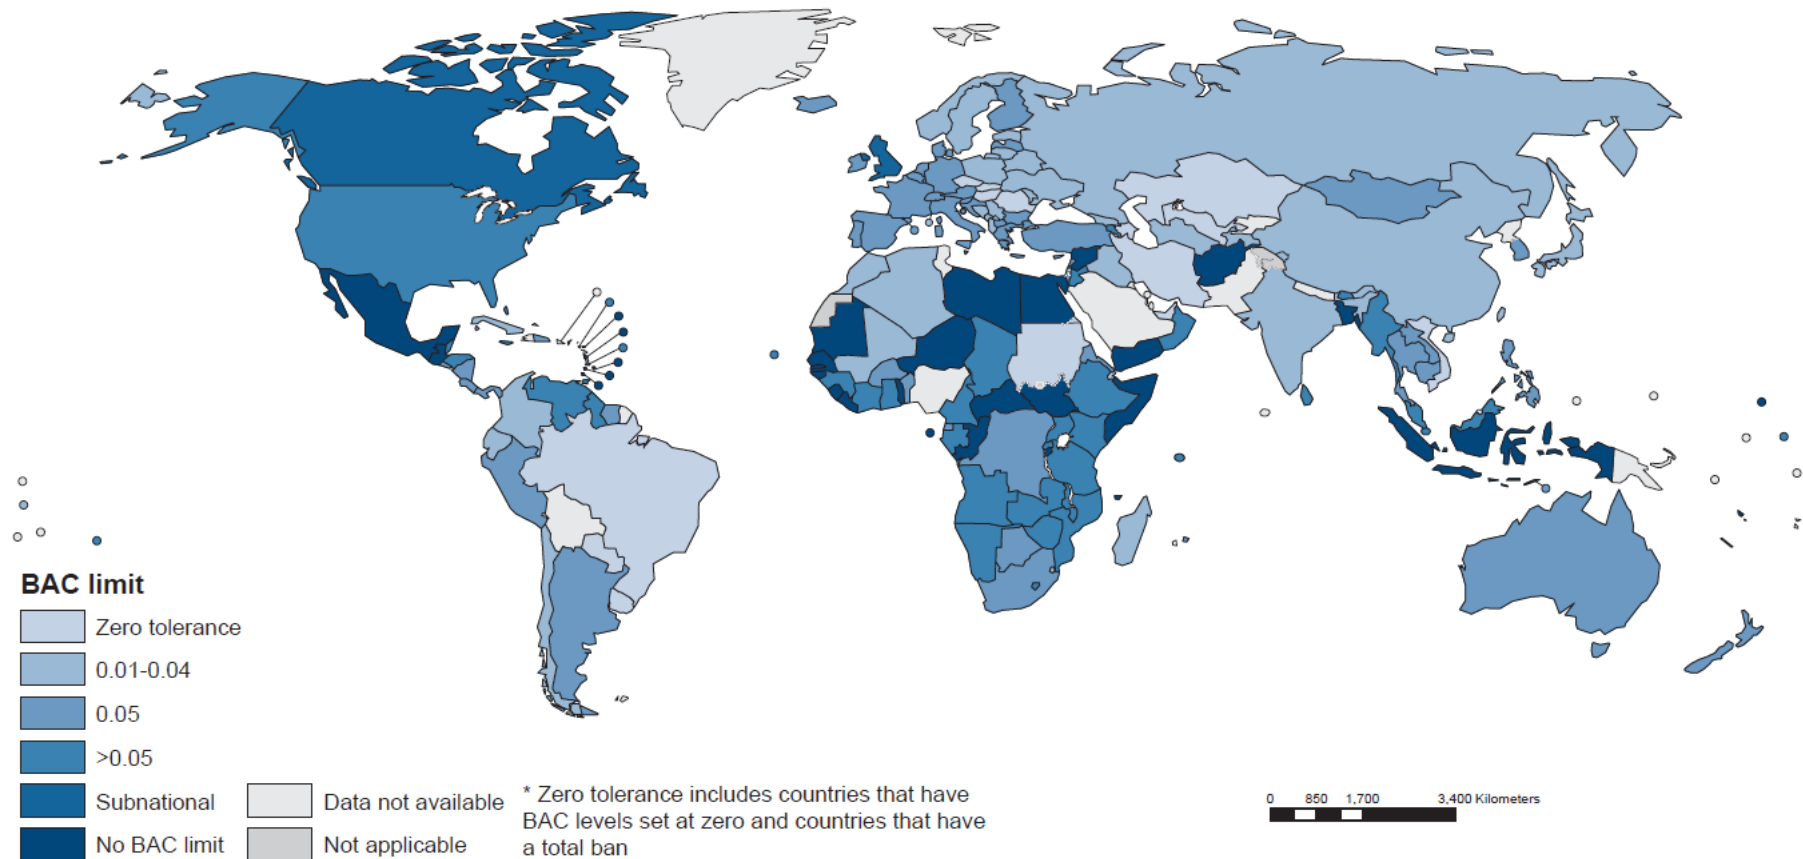 BAC limit
Zero tolerance
0.01-0.04
0.05
>0.05
Subnational
No BAC limit
Data not available
Not applicable
* Zero tolerance includes countries that have
BAC levels set at zero and countries that have
a total ban
0 850 1,700 3,400 Kilometers